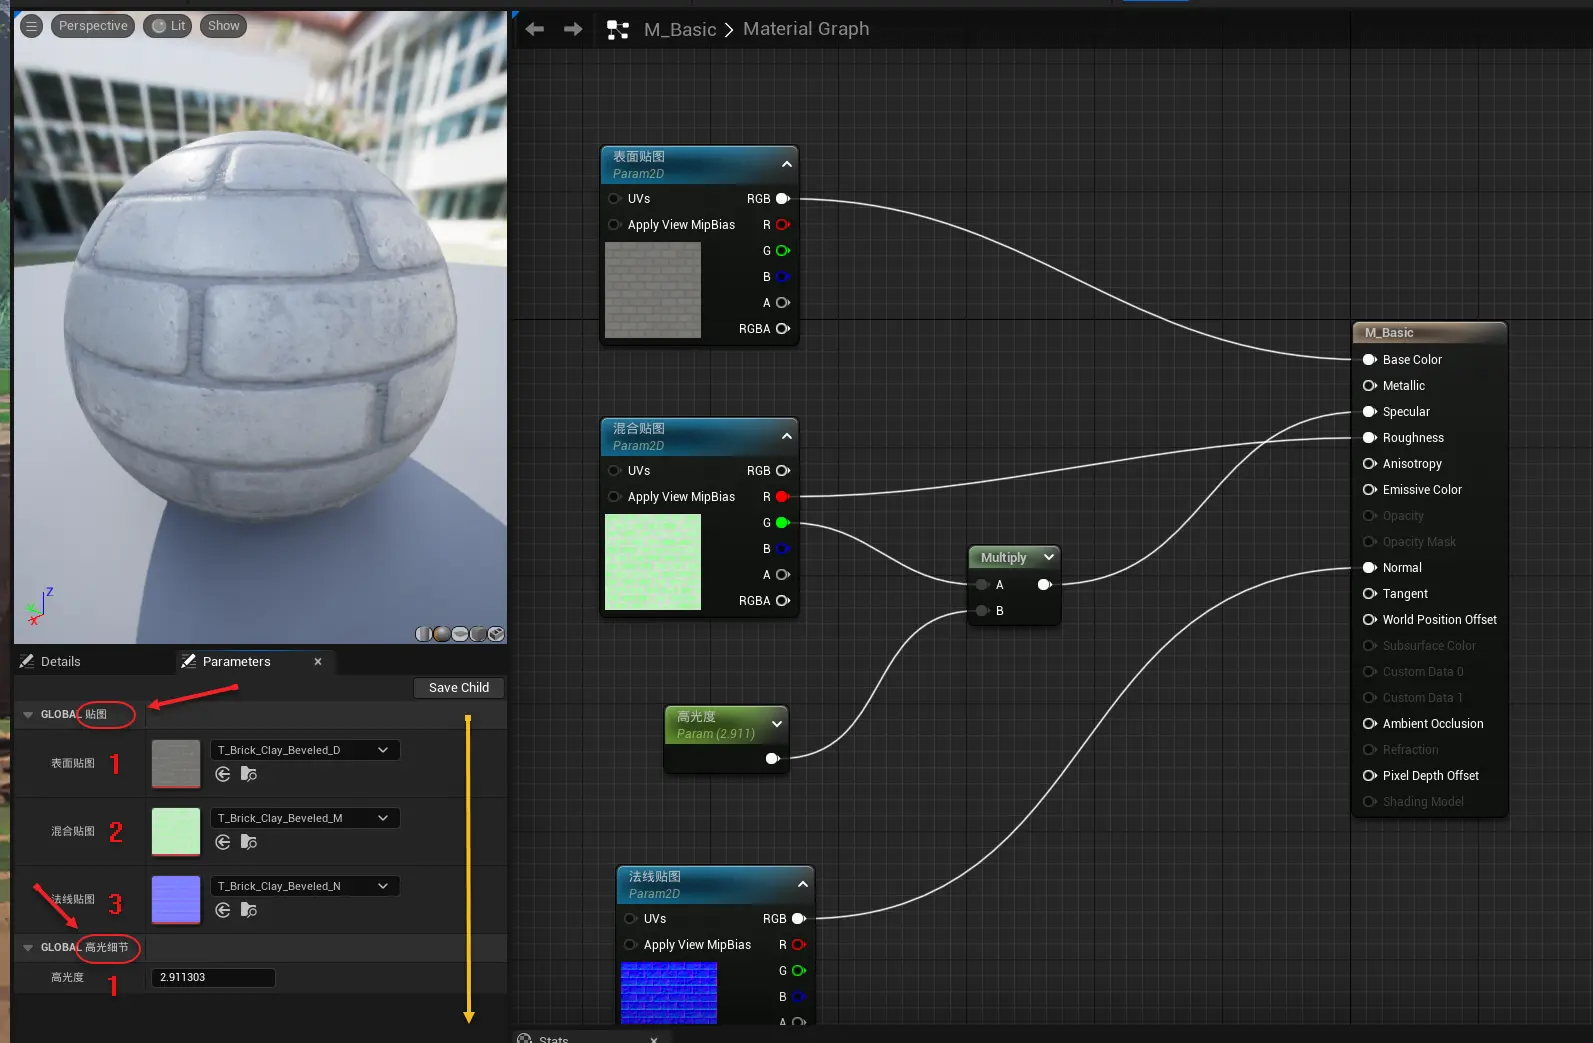 Perspective
Lit
Show
M_Basic > Material Graph
表面贴图
Param2D
UVs
RGB
Apply View MipBias
R
G
B
A
RGBA
混合贴图
Param2D
UVs
RGB
Apply View MipBias
R
G
B
A
RGBA
Multiply
A
B
高光度
Param (2.911)
法线贴图
Param2D
UVs
RGB
Apply View MipBias
R
G
B
A
M_Basic
Base Color
Metallic
Specular
Roughness
Anisotropy
Emissive Color
Opacity
Opacity Mask
Normal
Tangent
World Position Offset
Subsurface Color
Custom Data 0
Custom Data 1
Ambient Occlusion
Refraction
Pixel Depth Offset
Shading Model
Z
X
Details
Parameters
Save Child
GLOBAL 贴图
表面贴图
1
T_Brick_Clay_Beveled_D
混合贴图
2
T_Brick_Clay_Beveled_M
法线贴图
3
T_Brick_Clay_Beveled_N
GLOBAL 高光细节
高光度
1
2.911303
Stats